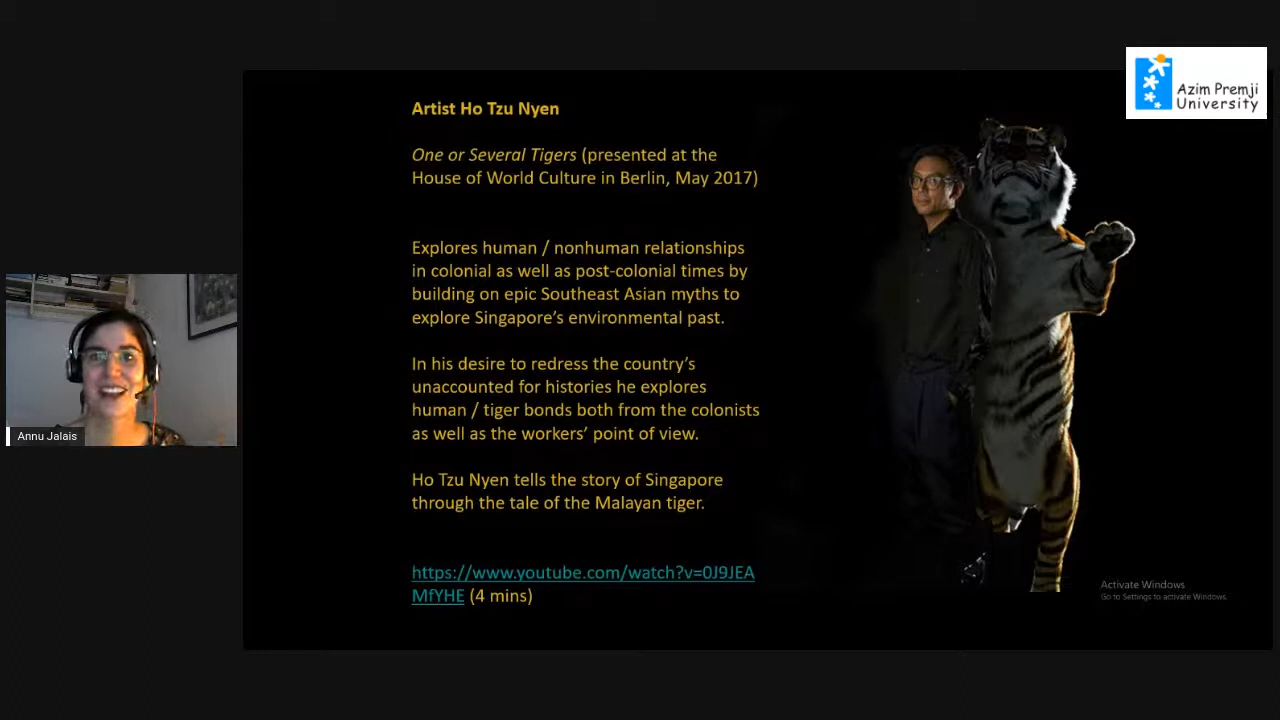 Azim Premji
University
Artist Ho Tzu Nyen
One or Several Tigers (presented at the
House of World Culture in Berlin, May 2017)
Explores human / nonhuman relationships
in colonial as well as post-colonial times by
building on epic Southeast Asian myths to
explore Singapore's environmental past.
In his desire to redress the country's
unaccounted for histories he explores
human / tiger bonds both from the colonists
as well as the workers' point of view.
Ho Tzu Nyen tells the story of Singapore
through the tale of the Malayan tiger.
https://www.youtube.com/watch?v=0J9JEA
MfYHE (4 mins)
Annu Jalais
Activate Windows
Go to Settings to activate Windows.